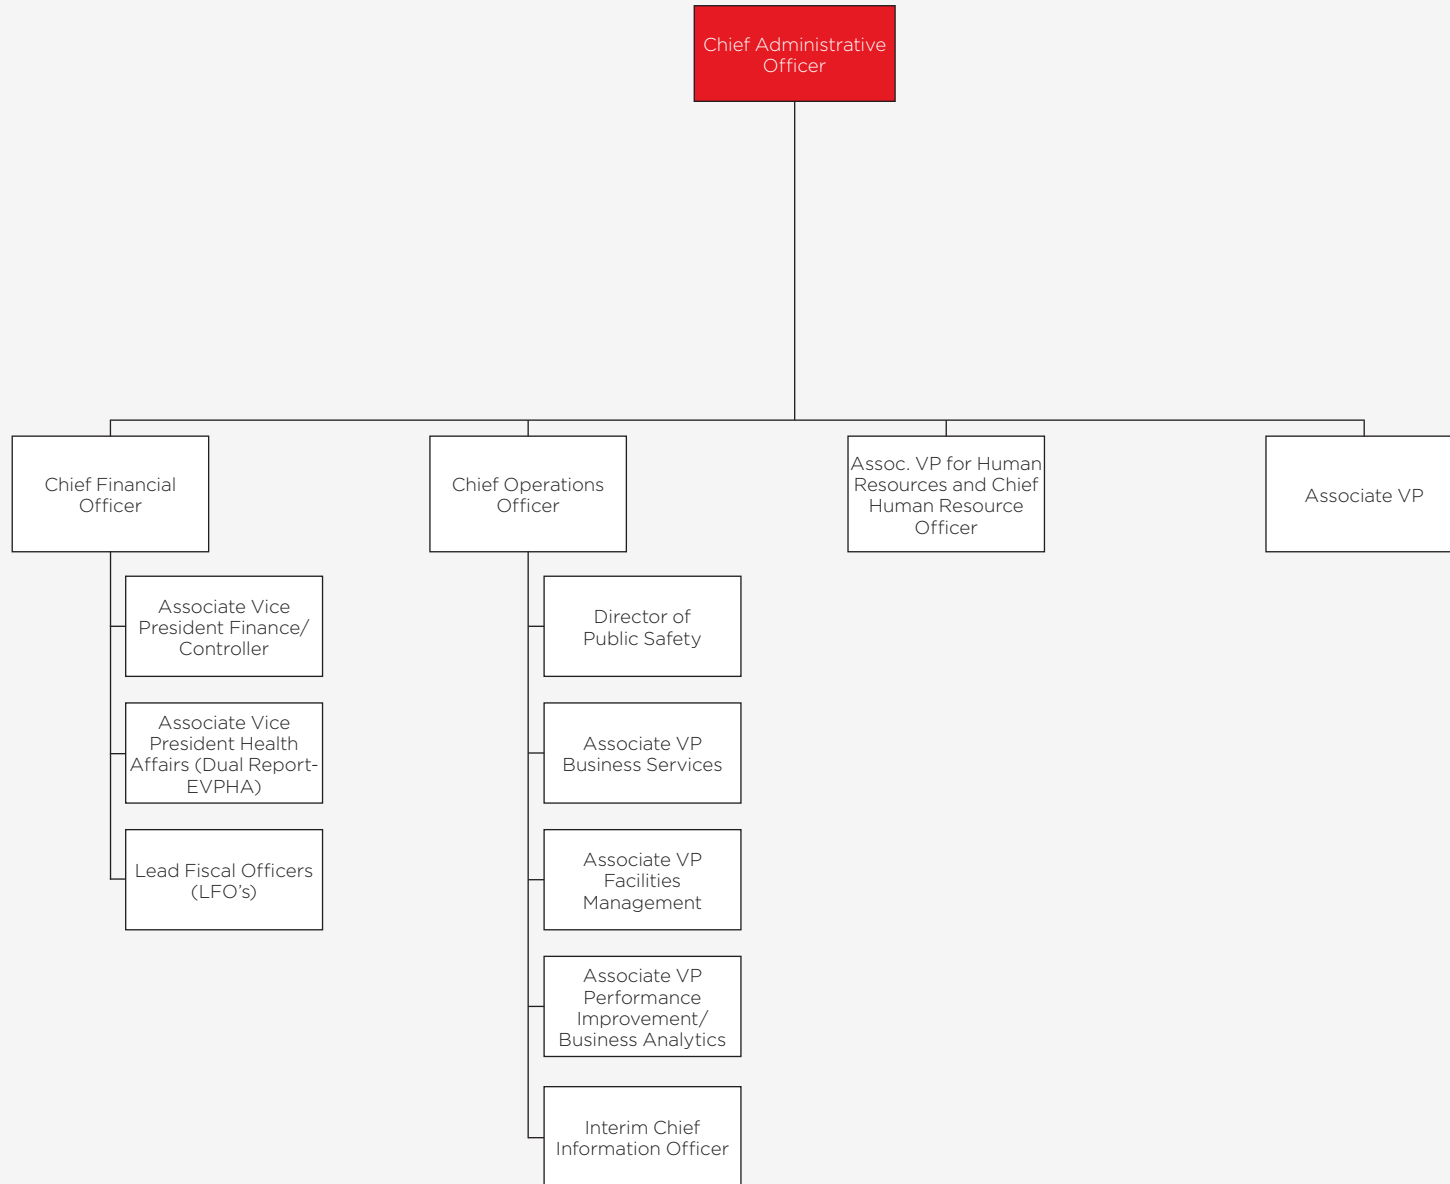 Chief Administrative
Officer
Chief Financial
Officer
Chief Operations
Officer
Assoc. VP for Human
Resources and Chief
Human Resource
Officer
Associate VP
Associate Vice
President Finance/
Controller
Associate Vice
President Health
Affairs (Dual Report-
EVPHA)
Lead Fiscal Officers
(LFO’s)
Director of
Public Safety
Associate VP
Business Services
Associate VP
Facilities
Management
Associate VP
Performance
Improvement/
Business Analytics
Interim Chief
Information Officer